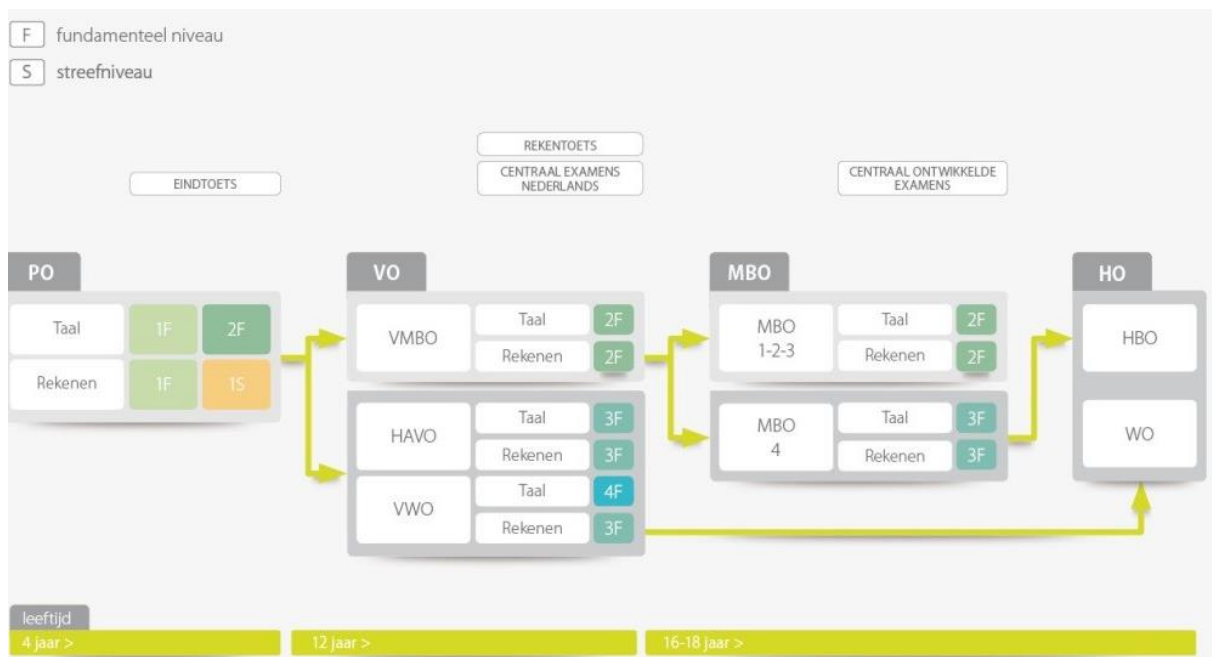 F fundamenteel niveau
S streefniveau
REKENTOETS
EINDTOETS
CENTRAAL EXAMENS
NEDERLANDS
CENTRAAL ONTWIKKELDE
EXAMENS
PO
Taal 1F 2F
Rekenen 1F 1S
VO
VMBO
Taal 2F
Rekenen 2F
HAVO
Taal 3F
Rekenen 3F
VWO
Taal 4F
Rekenen 3F
MBO
MBO
1-2-3
Taal 2F
Rekenen 2F
MBO
4
Taal 3F
Rekenen 3F
HO
HBO
WO
leeftijd
4 jaar >
12 jaar >
16-18 jaar >